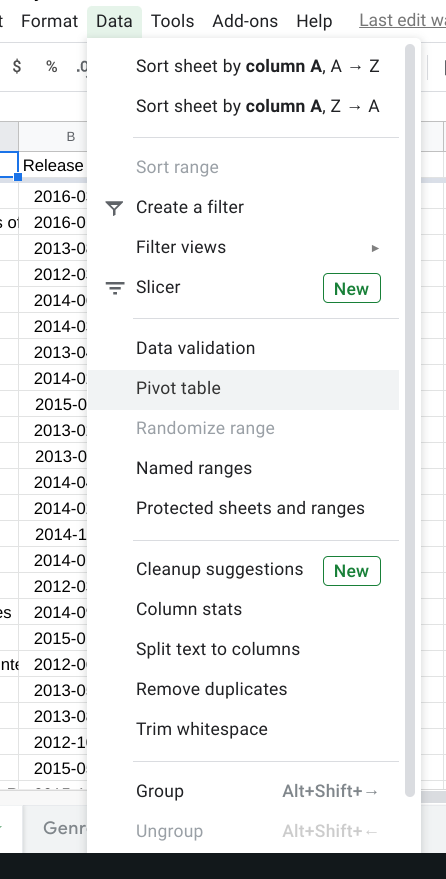 t Format Data Tools Add-ons Help Last edit wa
$ % .0
B
Sort sheet by column A, A → Z
Sort sheet by column A, Z → A
Release
Sort range
2016-0
Create a filter
s of 2016-0
2013-0
Filter views ►
2012-0
Slicer New
2014-0
2014-0
Data validation
2013-0
2014-0
Pivot table
2015-0
Randomize range
2013-0
2013-0
Named ranges
2014-0
Protected sheets and ranges
2014-0
2014-1
2014-0
Cleanup suggestions New
2012-0
Column stats
es 2014-0
2015-0
Split text to columns
inte 2012-0
2013-0
Remove duplicates
2013-0
Trim whitespace
2012-1
2015-0
Group Alt+Shift+→
Genr
Ungroup Alt+Shift+←